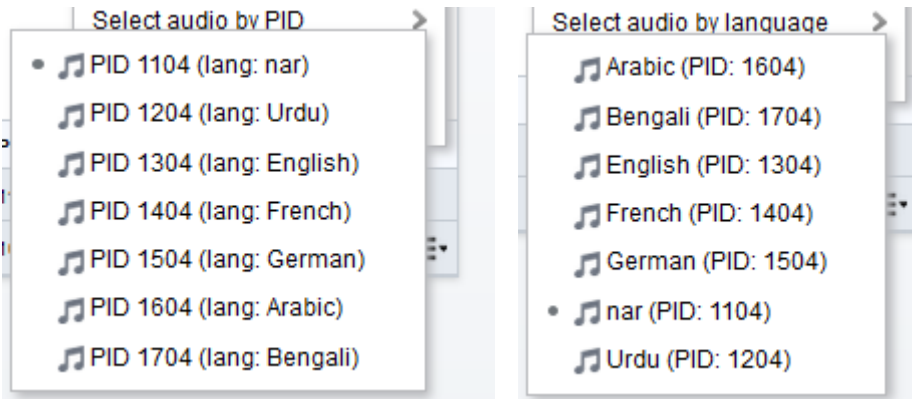 Select audio by PID
PID 1104 (lang: nar)
PID 1204 (lang: Urdu)
PID 1304 (lang: English)
PID 1404 (lang: French)
PID 1504 (lang: German)
PID 1604 (lang: Arabic)
PID 1704 (lang: Bengali)
Select audio by language
Arabic (PID: 1604)
Bengali (PID: 1704)
English (PID: 1304)
French (PID: 1404)
German (PID: 1504)
nar (PID: 1104)
Urdu (PID: 1204)